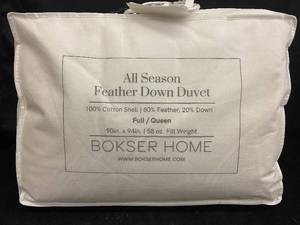 All Season
Feather Down Duvet
100% Cotton Shell | 80% Feather, 20% Down
Full / Queen
90in. x 94in. | 58 oz. Fill Weight
BOKSER HOME
WWW.BOKSERHOME.COM